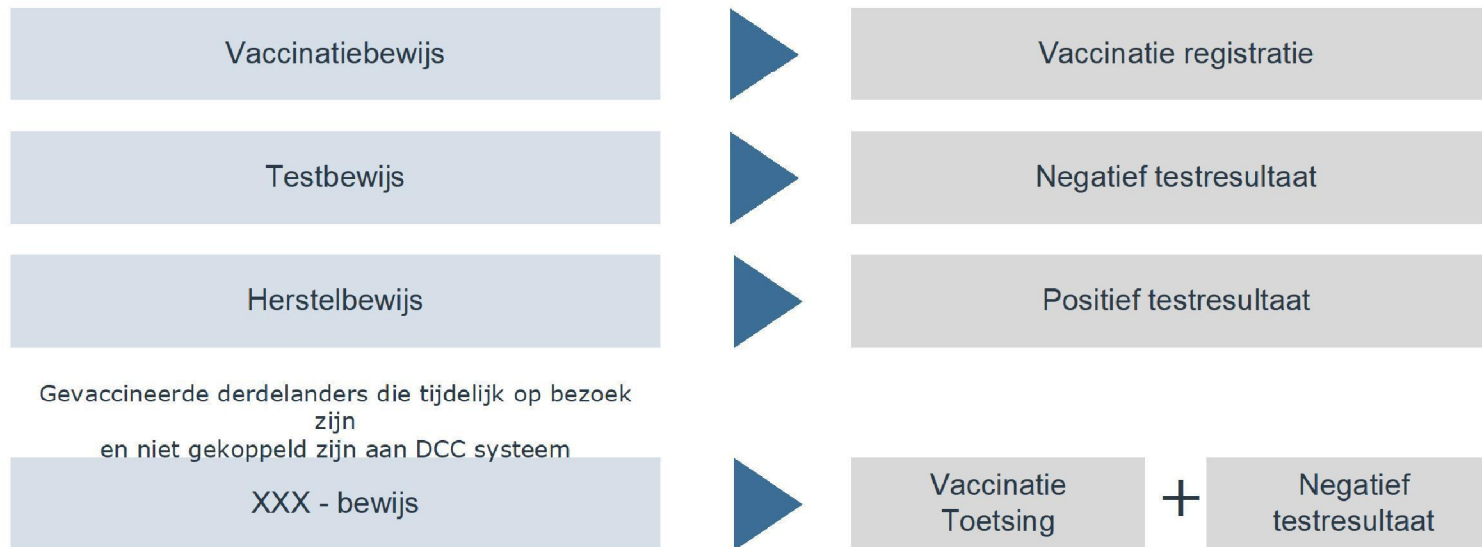 Vaccinatiebewijs
Vaccinatie registratie
Testbewijs
Negatief testresultaat
Herstelbewijs
Positief testresultaat
Gevaccineerde derdelanders die tijdelijk op bezoek
zijn
en niet gekoppeld zijn aan DCC systeem
XXX - bewijs
Vaccinatie
Toetsing
+
Negatief
testresultaat